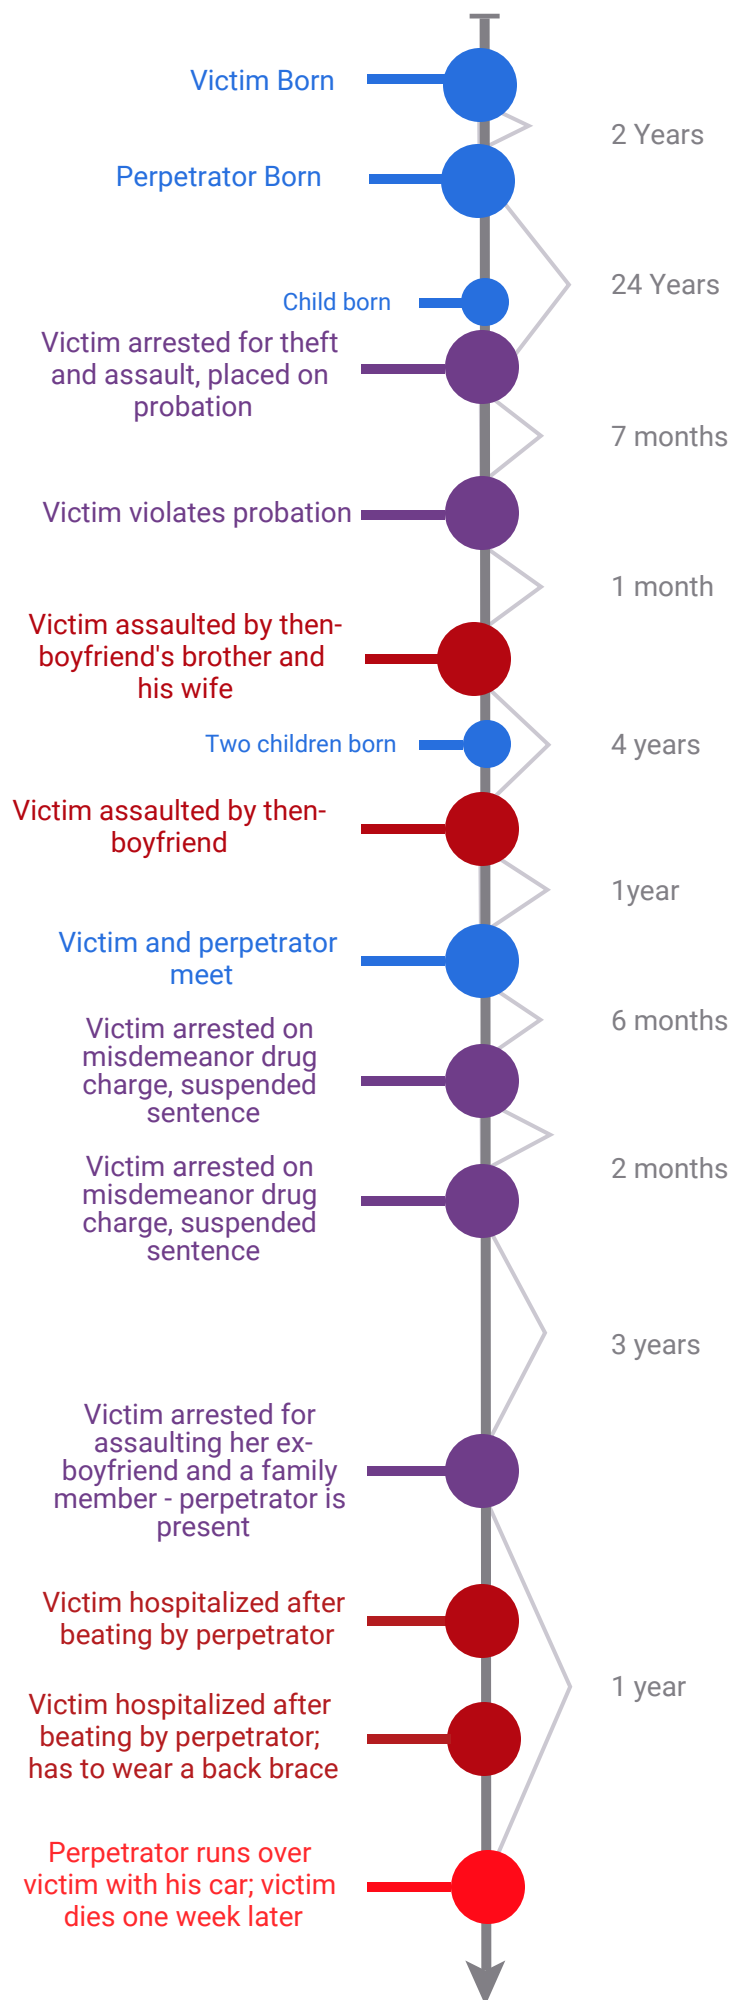 Victim Born
2 Years
Perpetrator Born
24 Years
Child born
Victim arrested for theft
and assault, placed on
probation
7 months
Victim violates probation
1 month
Victim assaulted by then-
boyfriend's brother and
his wife
4 years
Two children born
Victim assaulted by then-
boyfriend
1year
Victim and perpetrator
meet
6 months
Victim arrested on
misdemeanor drug
charge, suspended
sentence
2 months
Victim arrested on
misdemeanor drug
charge, suspended
sentence
3 years
Victim arrested for
assaulting her ex-
boyfriend and a family
member - perpetrator is
present
Victim hospitalized after
beating by perpetrator
1 year
Victim hospitalized after
beating by perpetrator;
has to wear a back brace
Perpetrator runs over
victim with his car; victim
dies one week later